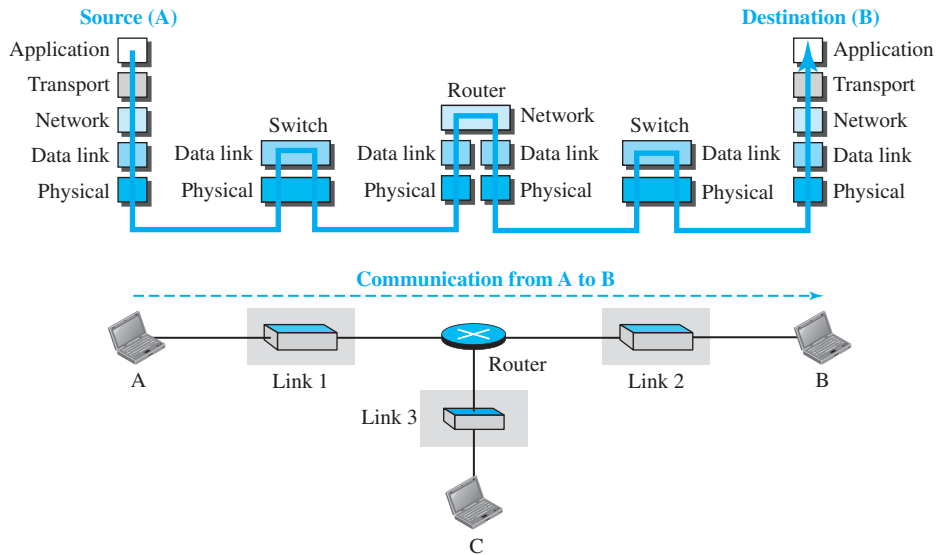 Source (A)
Destination (B)
Application
Application
Transport
Transport
Router
Network
Network
Network
Switch
Switch
Data link
Data link
Data link
Data link
Data link
Data link
Physical
Physical
Physical
Physical
Physical
Physical
Communication from A to B
A
Link 1
Router
Link 2
B
Link 3
C